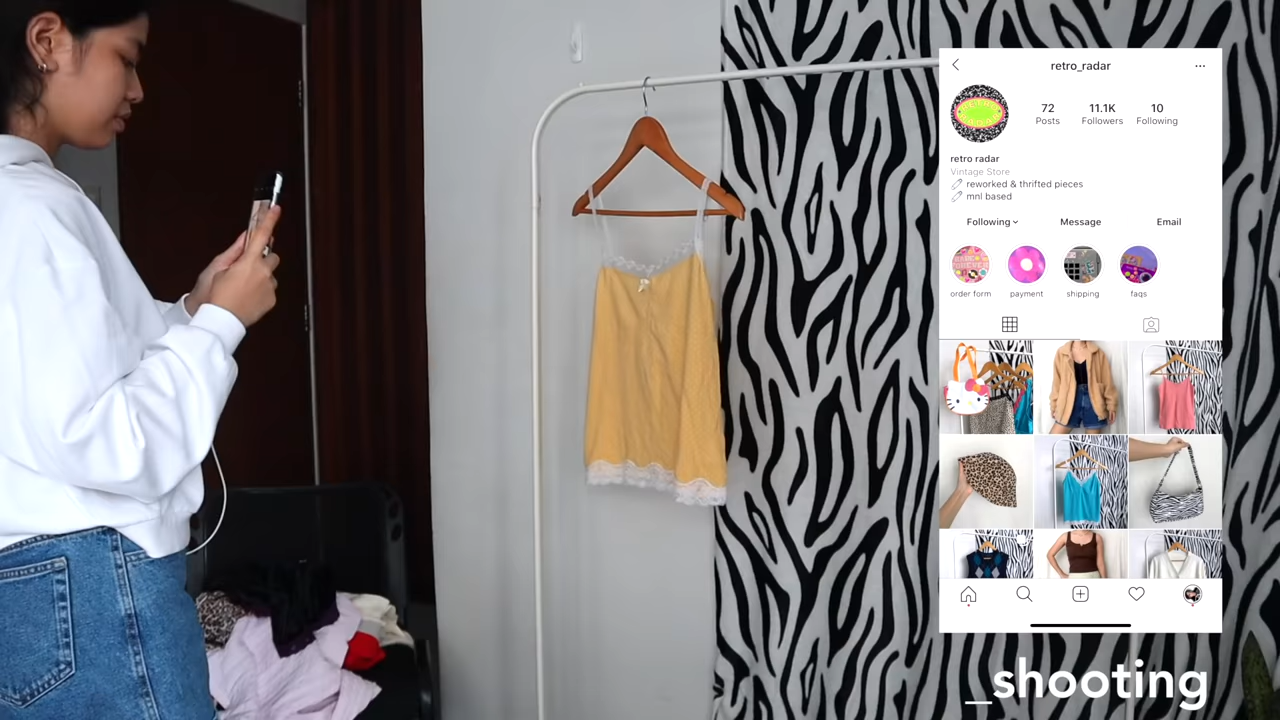 retro_radar
72 11.1K 10
Posts Followers Following
retro radar
Vintage Store
reworked & thrifted pieces
mnl based
Following Message Email
order form payment shipping faqs
_shooting